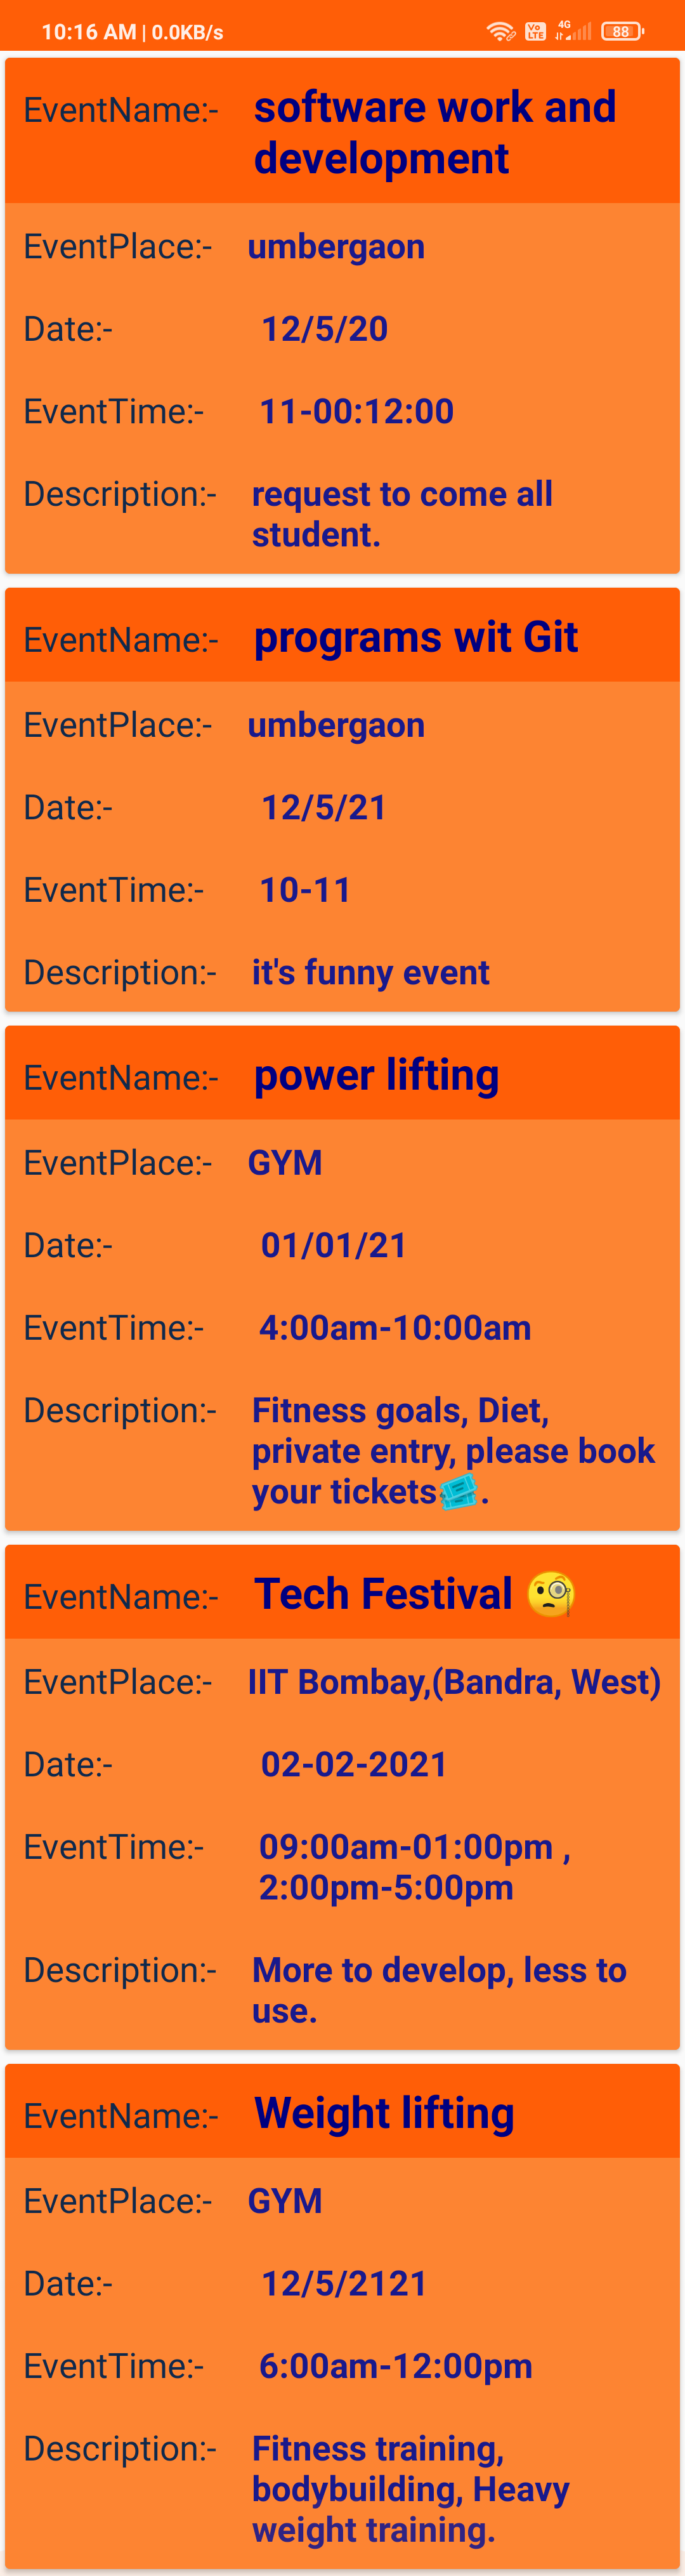 10:16 AM | 0.0KB/s Vo LTE 4G 88
EventName:- software work and
development
EventPlace:- umbergaon
Date:- 12/5/20
EventTime:- 11-00:12:00
Description:- request to come all
student.
EventName:- programs wit Git
EventPlace:- umbergaon
Date:- 12/5/21
EventTime:- 10-11
Description:- it's funny event
EventName:- power lifting
EventPlace:- GYM
Date:- 01/01/21
EventTime:- 4:00am-10:00am
Description:- Fitness goals, Diet,
private entry, please book
your tickets🎟️.
EventName:- Tech Festival 🧐
EventPlace:- IIT Bombay,(Bandra, West)
Date:- 02-02-2021
EventTime:- 09:00am-01:00pm ,
2:00pm-5:00pm
Description:- More to develop, less to
use.
EventName:- Weight lifting
EventPlace:- GYM
Date:- 12/5/2121
EventTime:- 6:00am-12:00pm
Description:- Fitness training,
bodybuilding, Heavy
weight training.